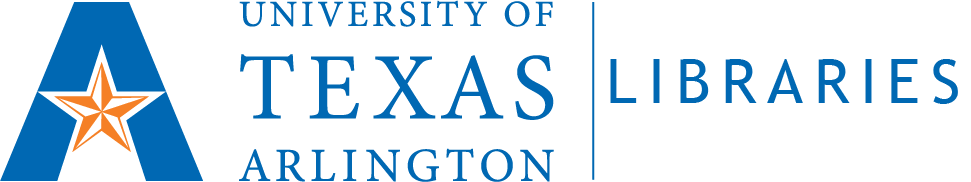 UNIVERSITY OF
TEXAS
ARLINGTON
LIBRARIES